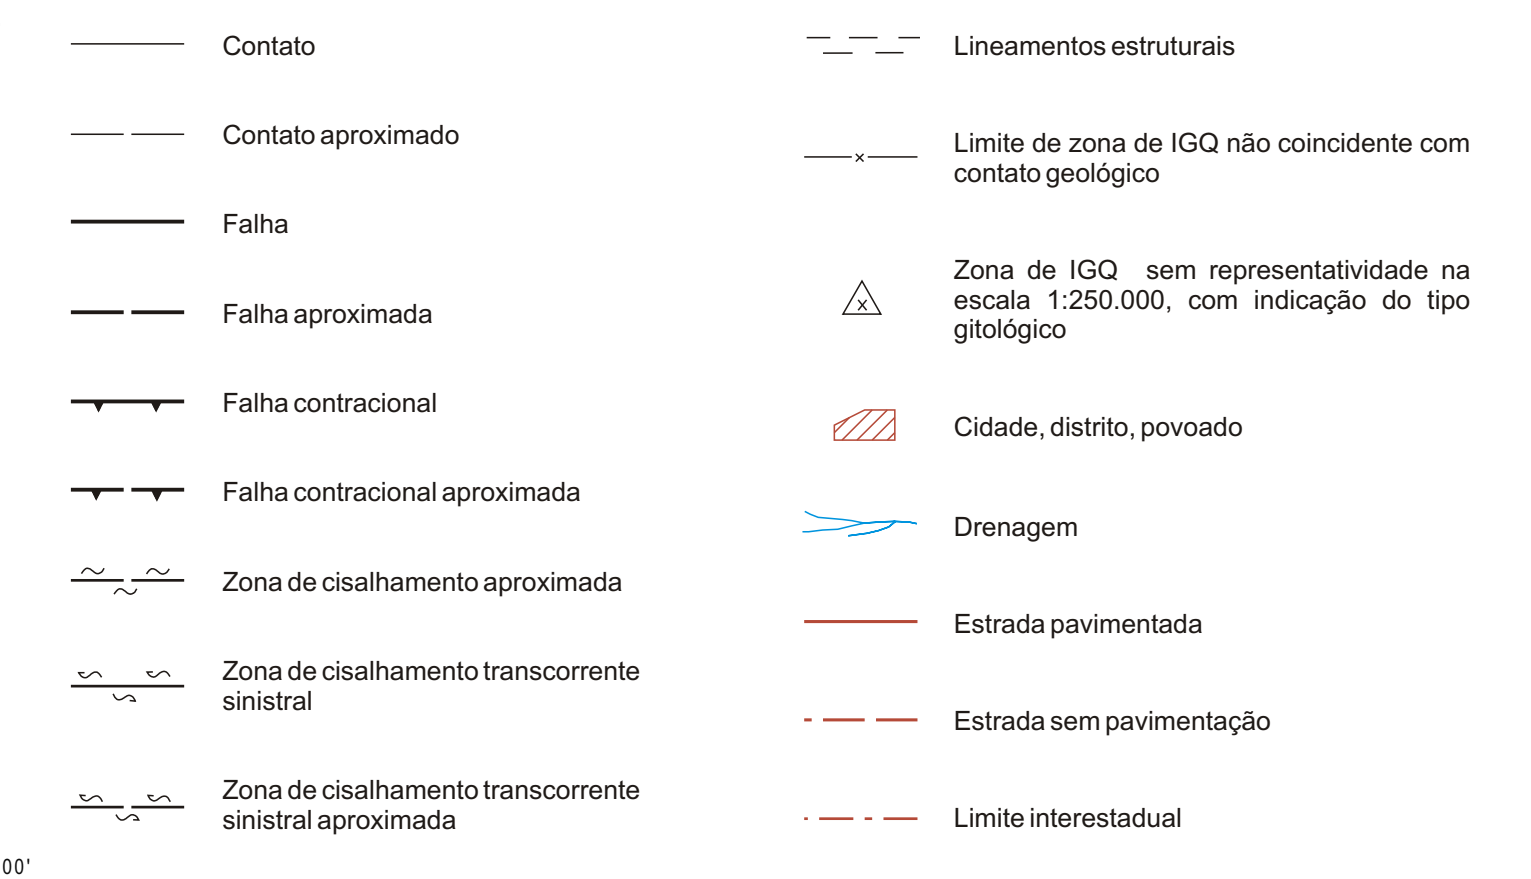 Contato
Contato aproximado
Falha
Falha aproximada
Falha contracional
Falha contracional aproximada
Zona de cisalhamento aproximada
Zona de cisalhamento transcorrente
sinistral
Zona de cisalhamento transcorrente
sinistral aproximada
00'
Lineamentos estruturais
Limite de zona de IGQ não coincidente com
contato geológico
x
x
Zona de IGQ sem representatividade na
escala 1:250.000, com indicação do tipo
gitológico
Cidade, distrito, povoado
Drenagem
Estrada pavimentada
Estrada sem pavimentação
Limite interestadual